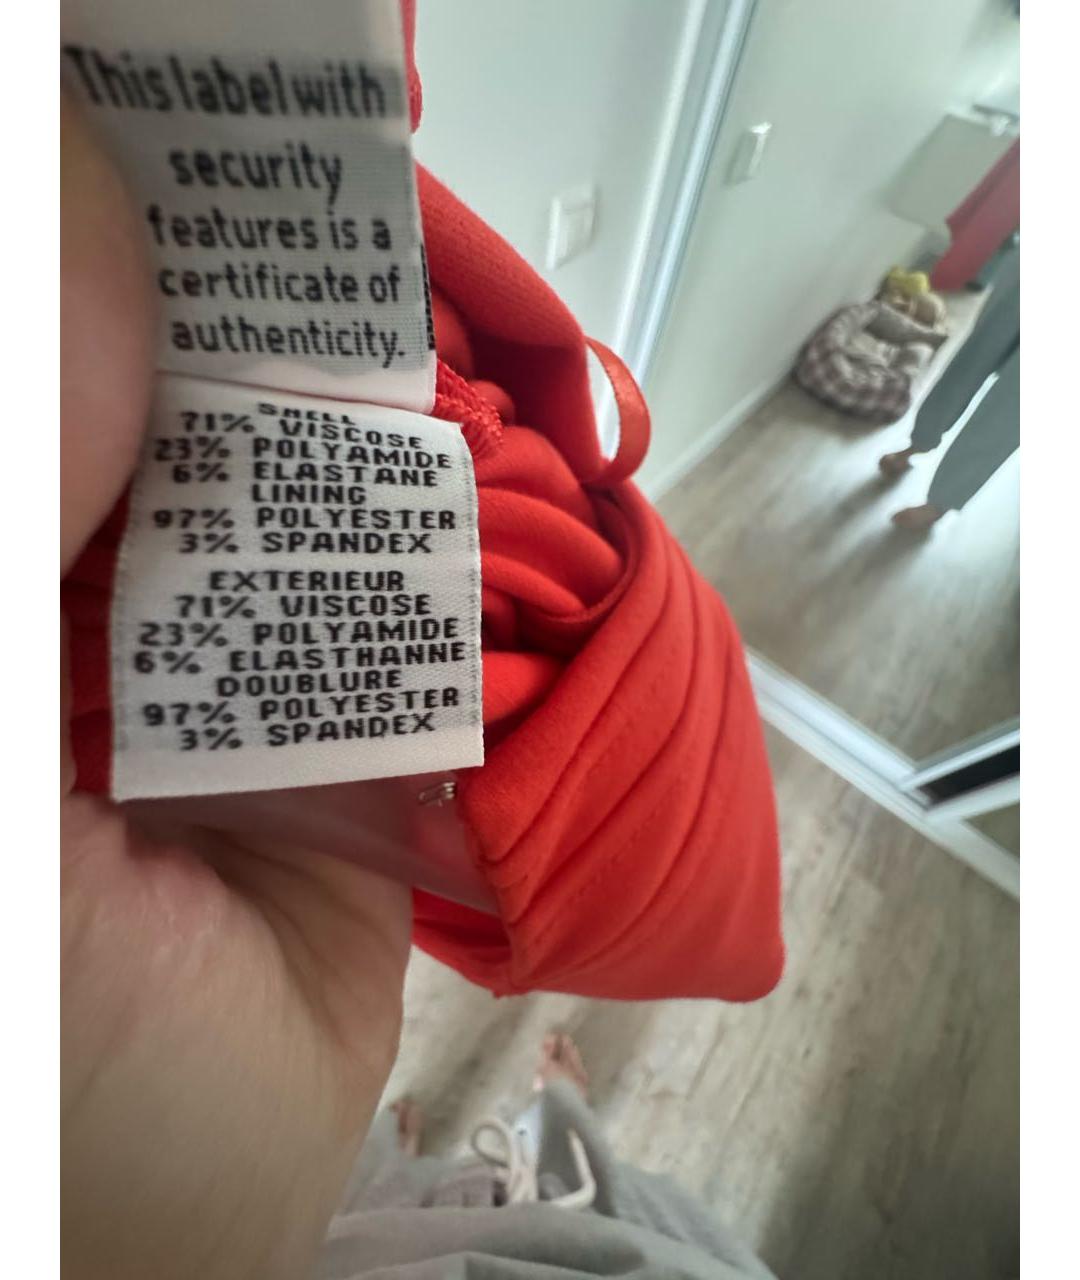 This label with
security
features is a
certificate of
authenticity.
SHELL
71% VISCOSE
23% POLYAMIDE
6% ELASTANE
LINING
97% POLYESTER
3% SPANDEX
EXTERIEUR
71% VISCOSE
23% POLYAMIDE
6% ELASTHANNE
DOUBLURE
97% POLYESTER
3% SPANDEX